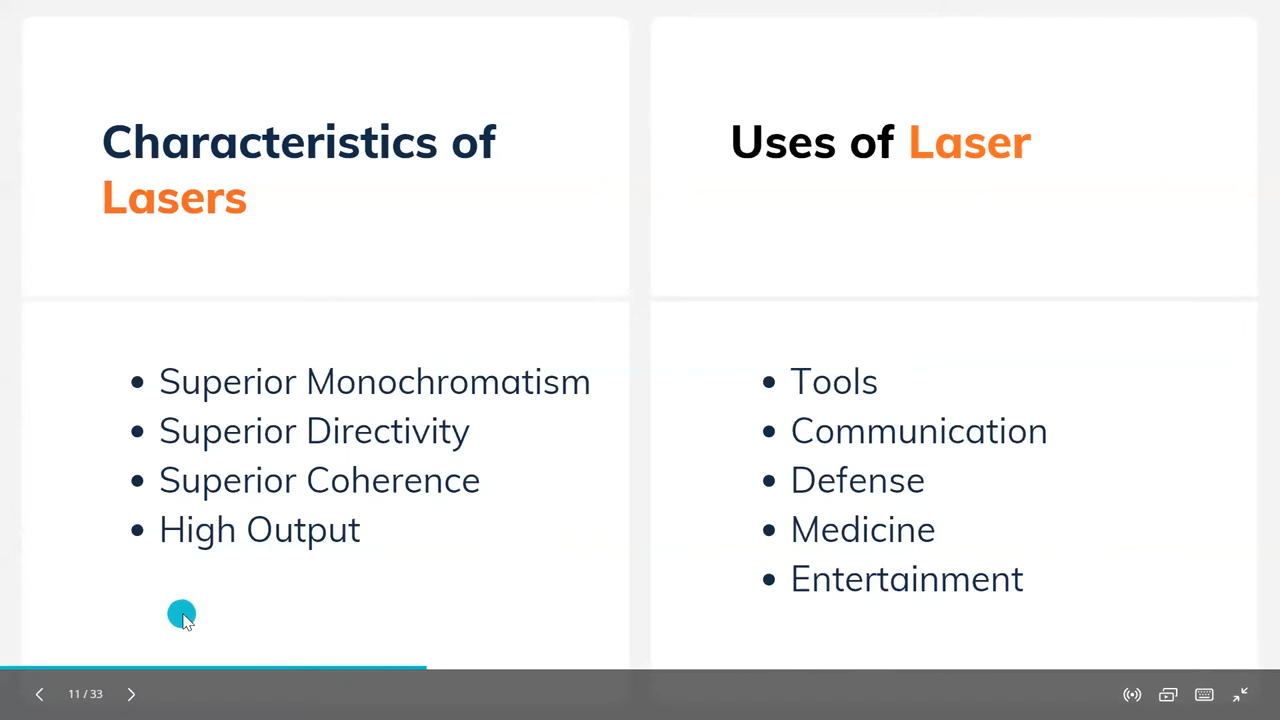 Characteristics of
Lasers
Superior Monochromatism
Superior Directivity
Superior Coherence
High Output
Uses of Laser
Tools
Communication
Defense
Medicine
Entertainment
11 / 33